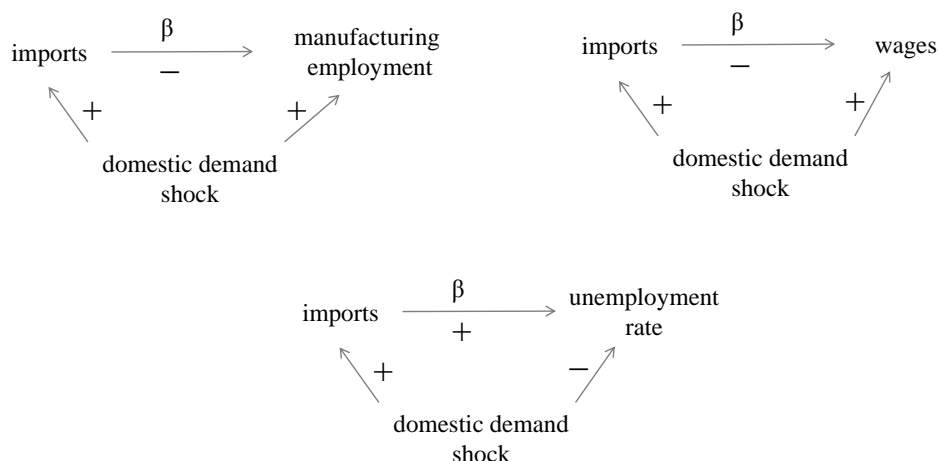 β
imports
−
manufacturing
employment
+
+
domestic demand
shock
β
imports
−
wages
+
+
domestic demand
shock
β
imports
+
unemployment
rate
+
−
domestic demand
shock